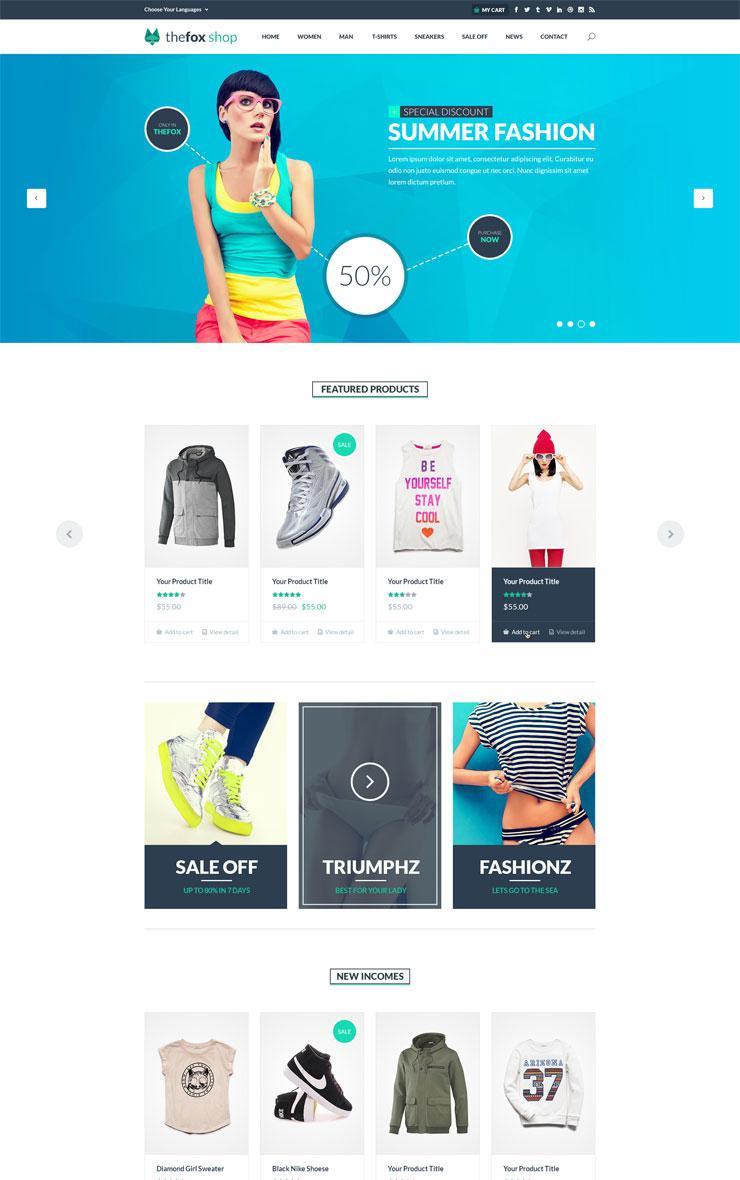 Choose Your Languages
MY CART
thefox shop
HOME
WOMEN
MAN
T-SHIRTS
SNEAKERS
SALE OFF
NEWS
CONTACT
ONLY IN
THEFOX
+ SPECIAL DISCOUNT
SUMMER FASHION
Lorem ipsum dolor sit amet, consectetur adipiscing elit. Curabitur eu
odio non justo euismod congue ut nec orci. Nunc dignissim sit amet
lorem dictum pretium.
PURCHASE
NOW
50%
FEATURED PRODUCTS
SALE
BE
YOURSELF
STAY
COOL
Your Product Title
$55.00
Add to cart
View detail
Your Product Title
$89.00 $55.00
Add to cart
View detail
Your Product Title
$55.00
Add to cart
View detail
Your Product Title
$55.00
Add to cart
View detail
SALE OFF
UP TO 80% IN 7 DAYS
TRIUMPHZ
BEST FOR YOUR LADY
FASHIONZ
LETS GO TO THE SEA
NEW INCOMES
SALE
ARIZONA
37
Diamond Girl Sweater
Black Nike Shoese
Your Product Title
Your Product Title